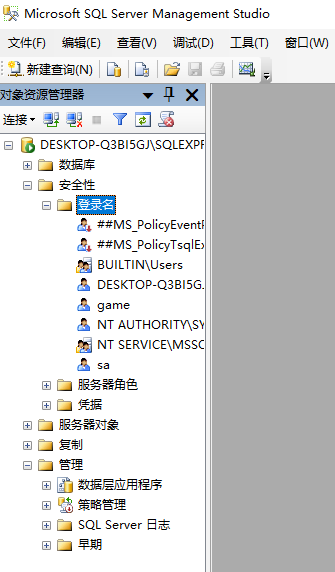 Microsoft SQL Server Management Studio
文件(F) 编辑(E) 查看(V) 调试(D) 工具(T) 窗口(W)
新建查询(N)
对象资源管理器
连接
DESKTOP-Q3BI5GJ\SQLEXP
数据库
安全性
登录名
##MS_PolicyEvent
##MS_PolicyTsqlEx
BUILTIN\Users
DESKTOP-Q3BI5G
game
NT AUTHORITY\SY
NT SERVICE\MSSC
sa
服务器角色
凭据
服务器对象
复制
管理
数据层应用程序
策略管理
SQL Server 日志
早期